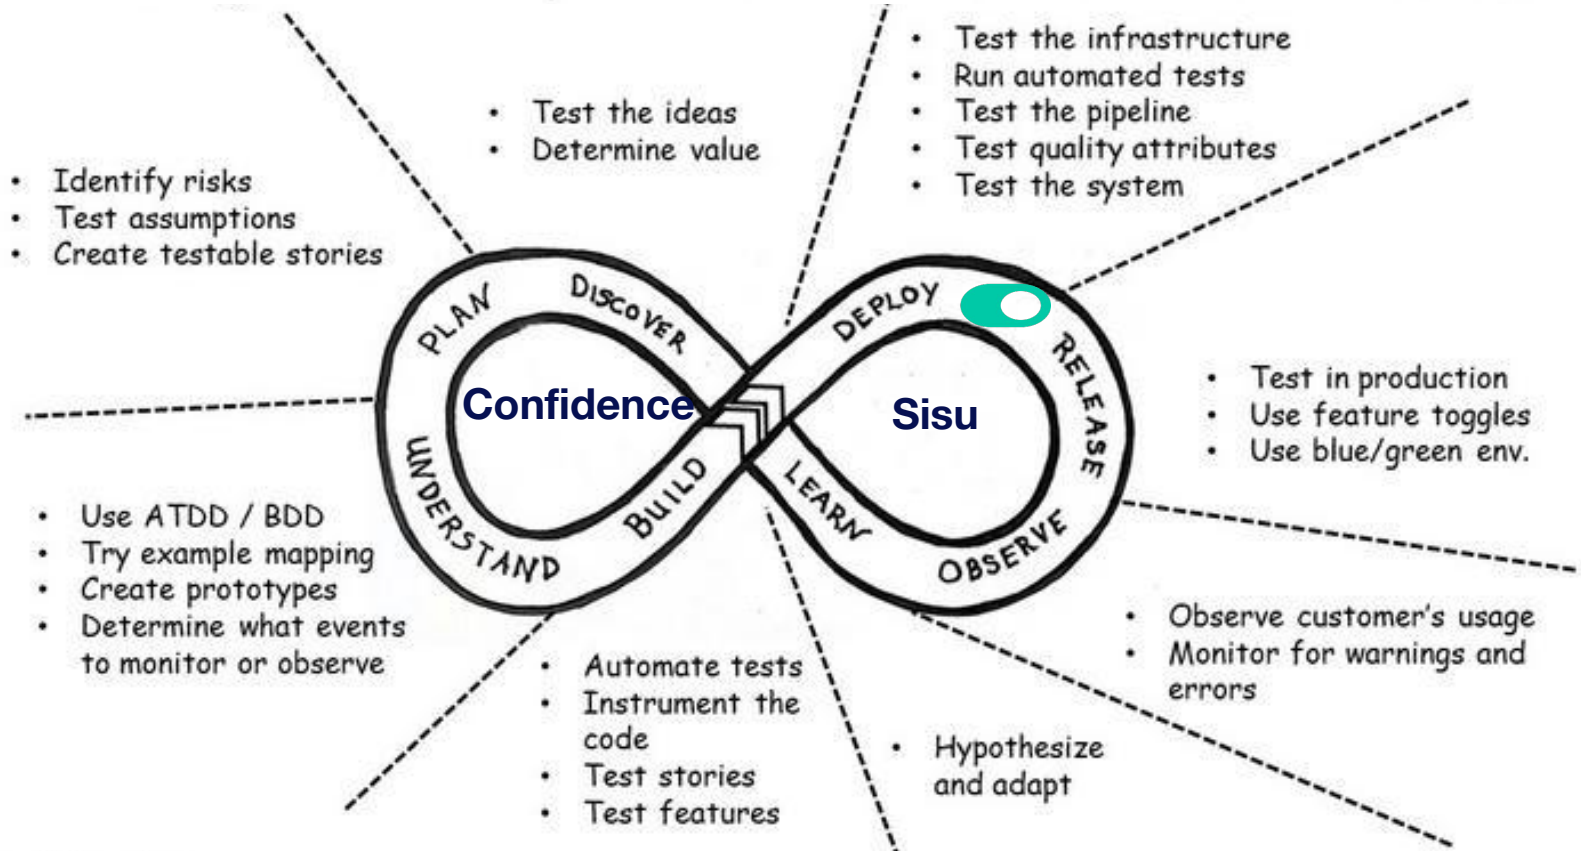 • Test the ideas
• Determine value
• Test the infrastructure
• Run automated tests
• Test the pipeline
• Test quality attributes
• Test the system
• Identify risks
• Test assumptions
• Create testable stories
PLAN
DISCOVER
DEPLOY
RELEASE
Confidence
Sisu
UNDERSTAND
BUILD
LEARN
OBSERVE
• Test in production
• Use feature toggles
• Use blue/green env.
• Use ATDD / BDD
• Try example mapping
• Create prototypes
• Determine what events
to monitor or observe
• Automate tests
• Instrument the
code
• Test stories
• Test features
• Hypothesize
and adapt
• Observe customer's usage
• Monitor for warnings and
errors